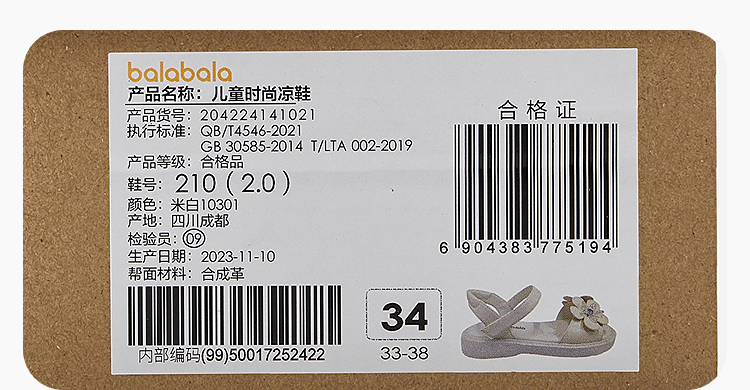 balabala
产品名称：儿童时尚凉鞋
产品货号：204224141021
执行标准：QB/T4546-2021
GB 30585-2014 T/LTA 002-2019
产品等级：合格品
鞋号：210（2.0）
颜色：米白10301
产地：四川成都
检验员：09
生产日期：2023-11-10
帮面材料：合成革
内部编码(99)50017252422
合格证
6 904383 775194
34
33-38